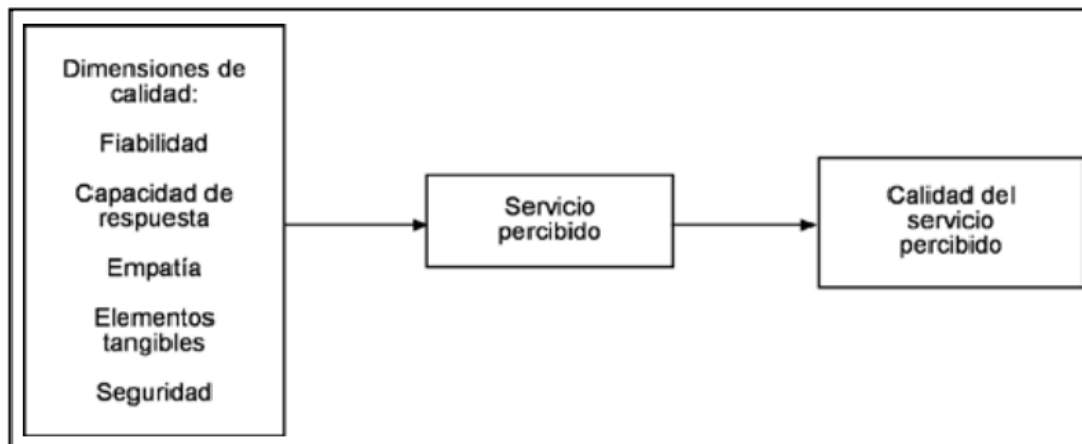 Dimensiones de
calidad:
Fiabilidad
Capacidad de
respuesta
Empatía
Elementos
tangibles
Seguridad
Servicio
percibido
Calidad del
servicio
percibido